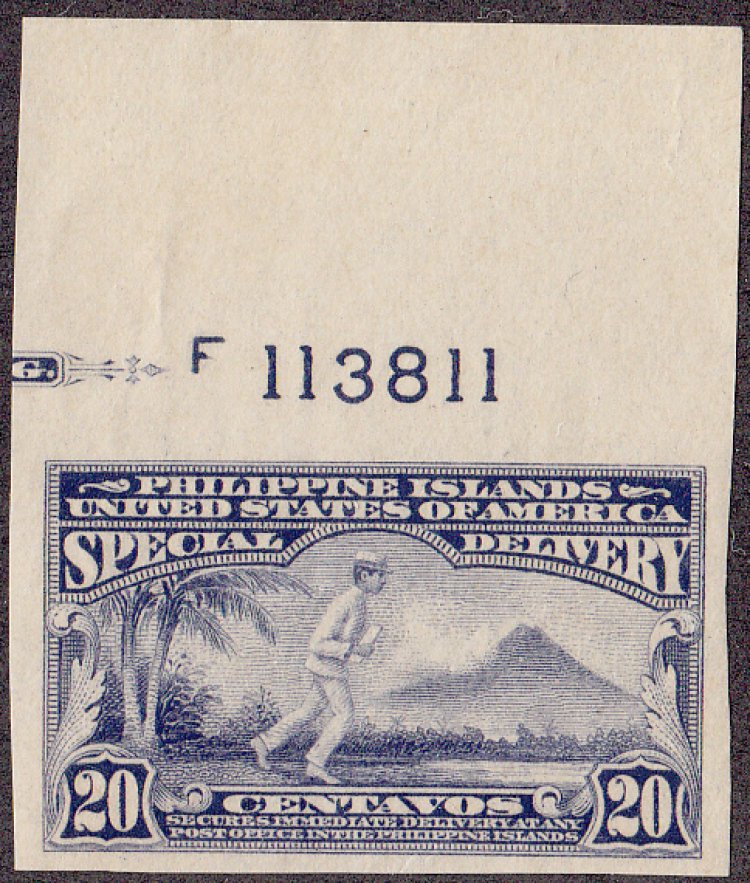 G:
F 113811
PHILIPPINE ISLANDS
UNITED STATES OF AMERICA
SPECIAL DELIVERY
20 CENTAVOS 20
SECURES IMMEDIATE DELIVERY AT ANY
POST OFFICE IN THE PHILIPPINE ISLANDS